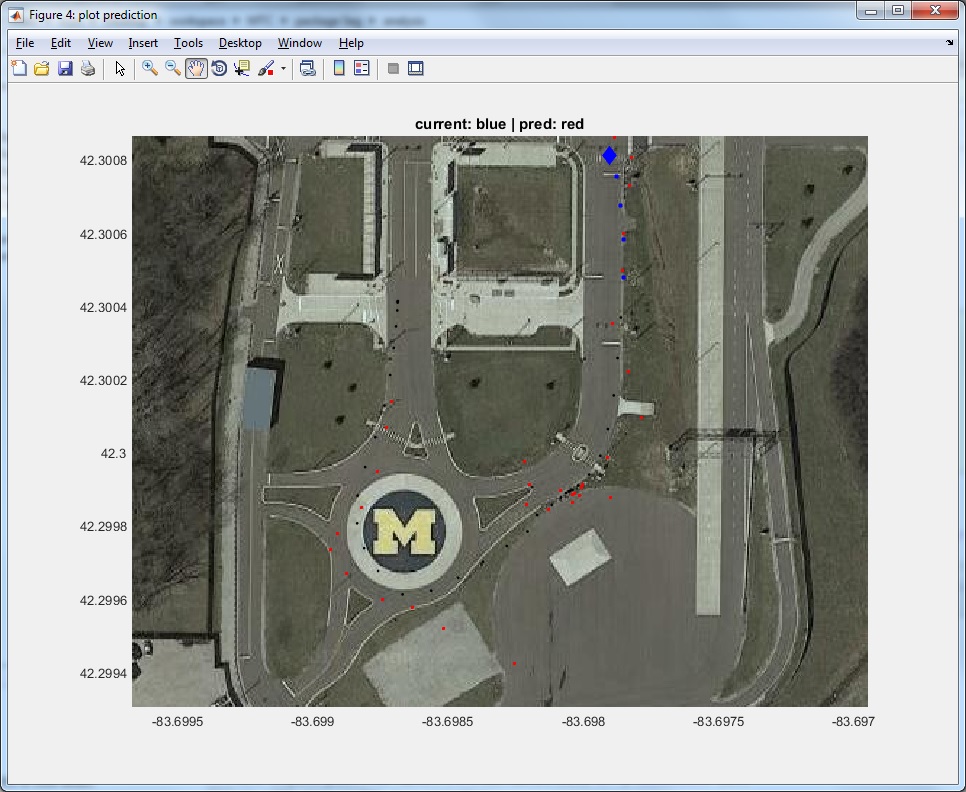 Figure 4: plot prediction
File Edit View Insert Tools Desktop Window Help
current: blue | pred: red
42.3008
42.3006
42.3004
42.3002
42.3
42.2998
42.2996
42.2994
M
-83.6995 -83.699 -83.6985 -83.698 -83.6975 -83.697